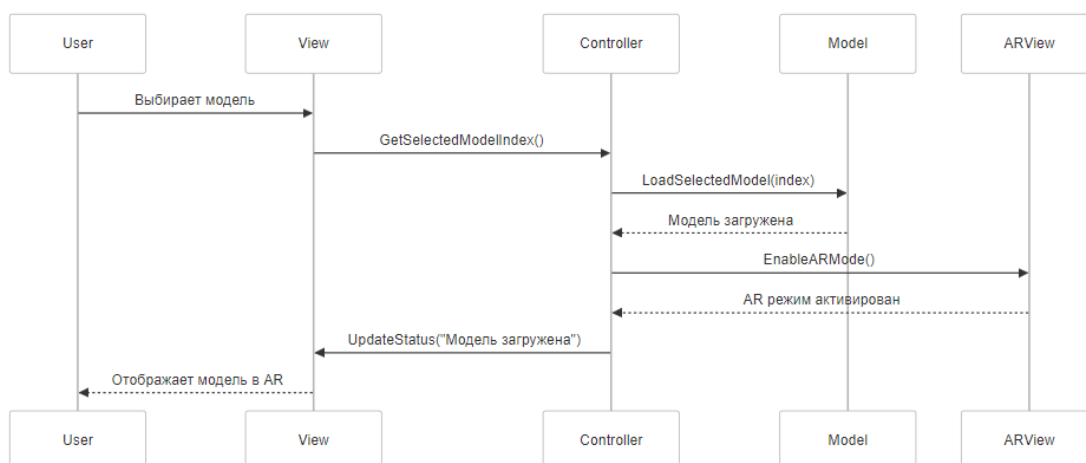 User
View
Controller
Model
ARView
Выбирает модель
GetSelectedModelIndex()
LoadSelectedModel(index)
Модель загружена
EnableARMode()
AR режим активирован
UpdateStatus("Модель загружена")
Отображает модель в AR
User
View
Controller
Model
ARView